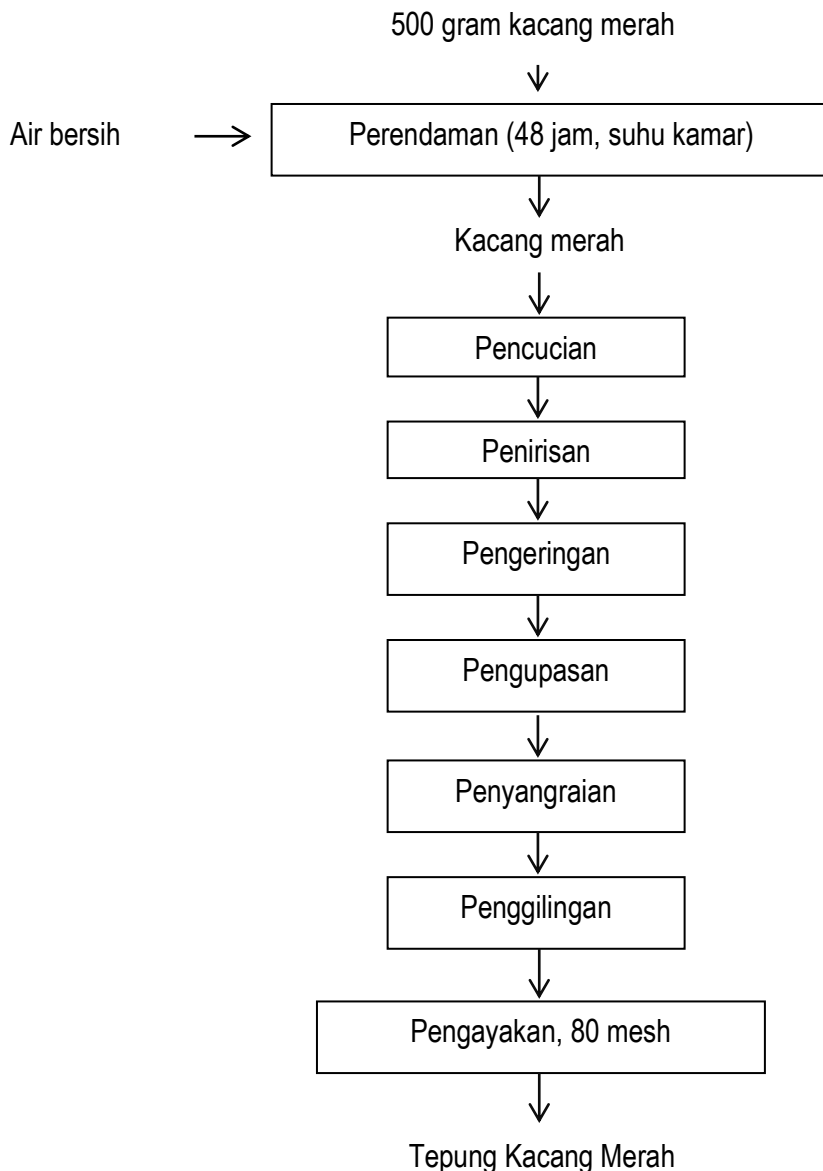 500 gram kacang merah
Air bersih
Perendaman (48 jam, suhu kamar)
Kacang merah
Pencucian
Penirisan
Pengeringan
Pengupasan
Penyangraian
Penggilingan
Pengayakan, 80 mesh
Tepung Kacang Merah